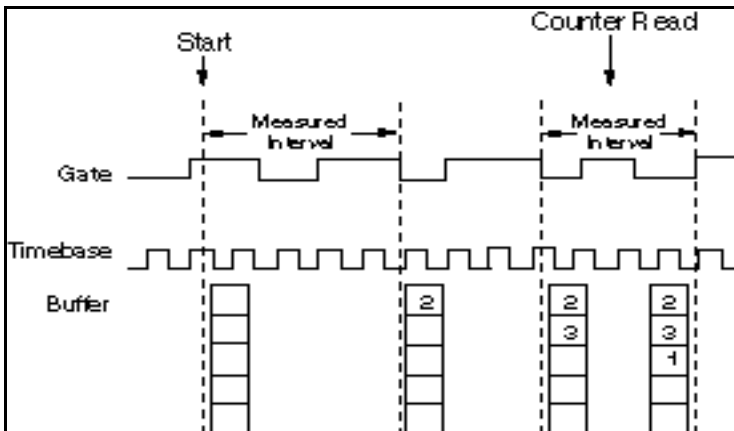 Start
Counter Read
Measured
Interval
Measured
Interval
Gate
Timebase
Buffer
2
2
2
3
3
1